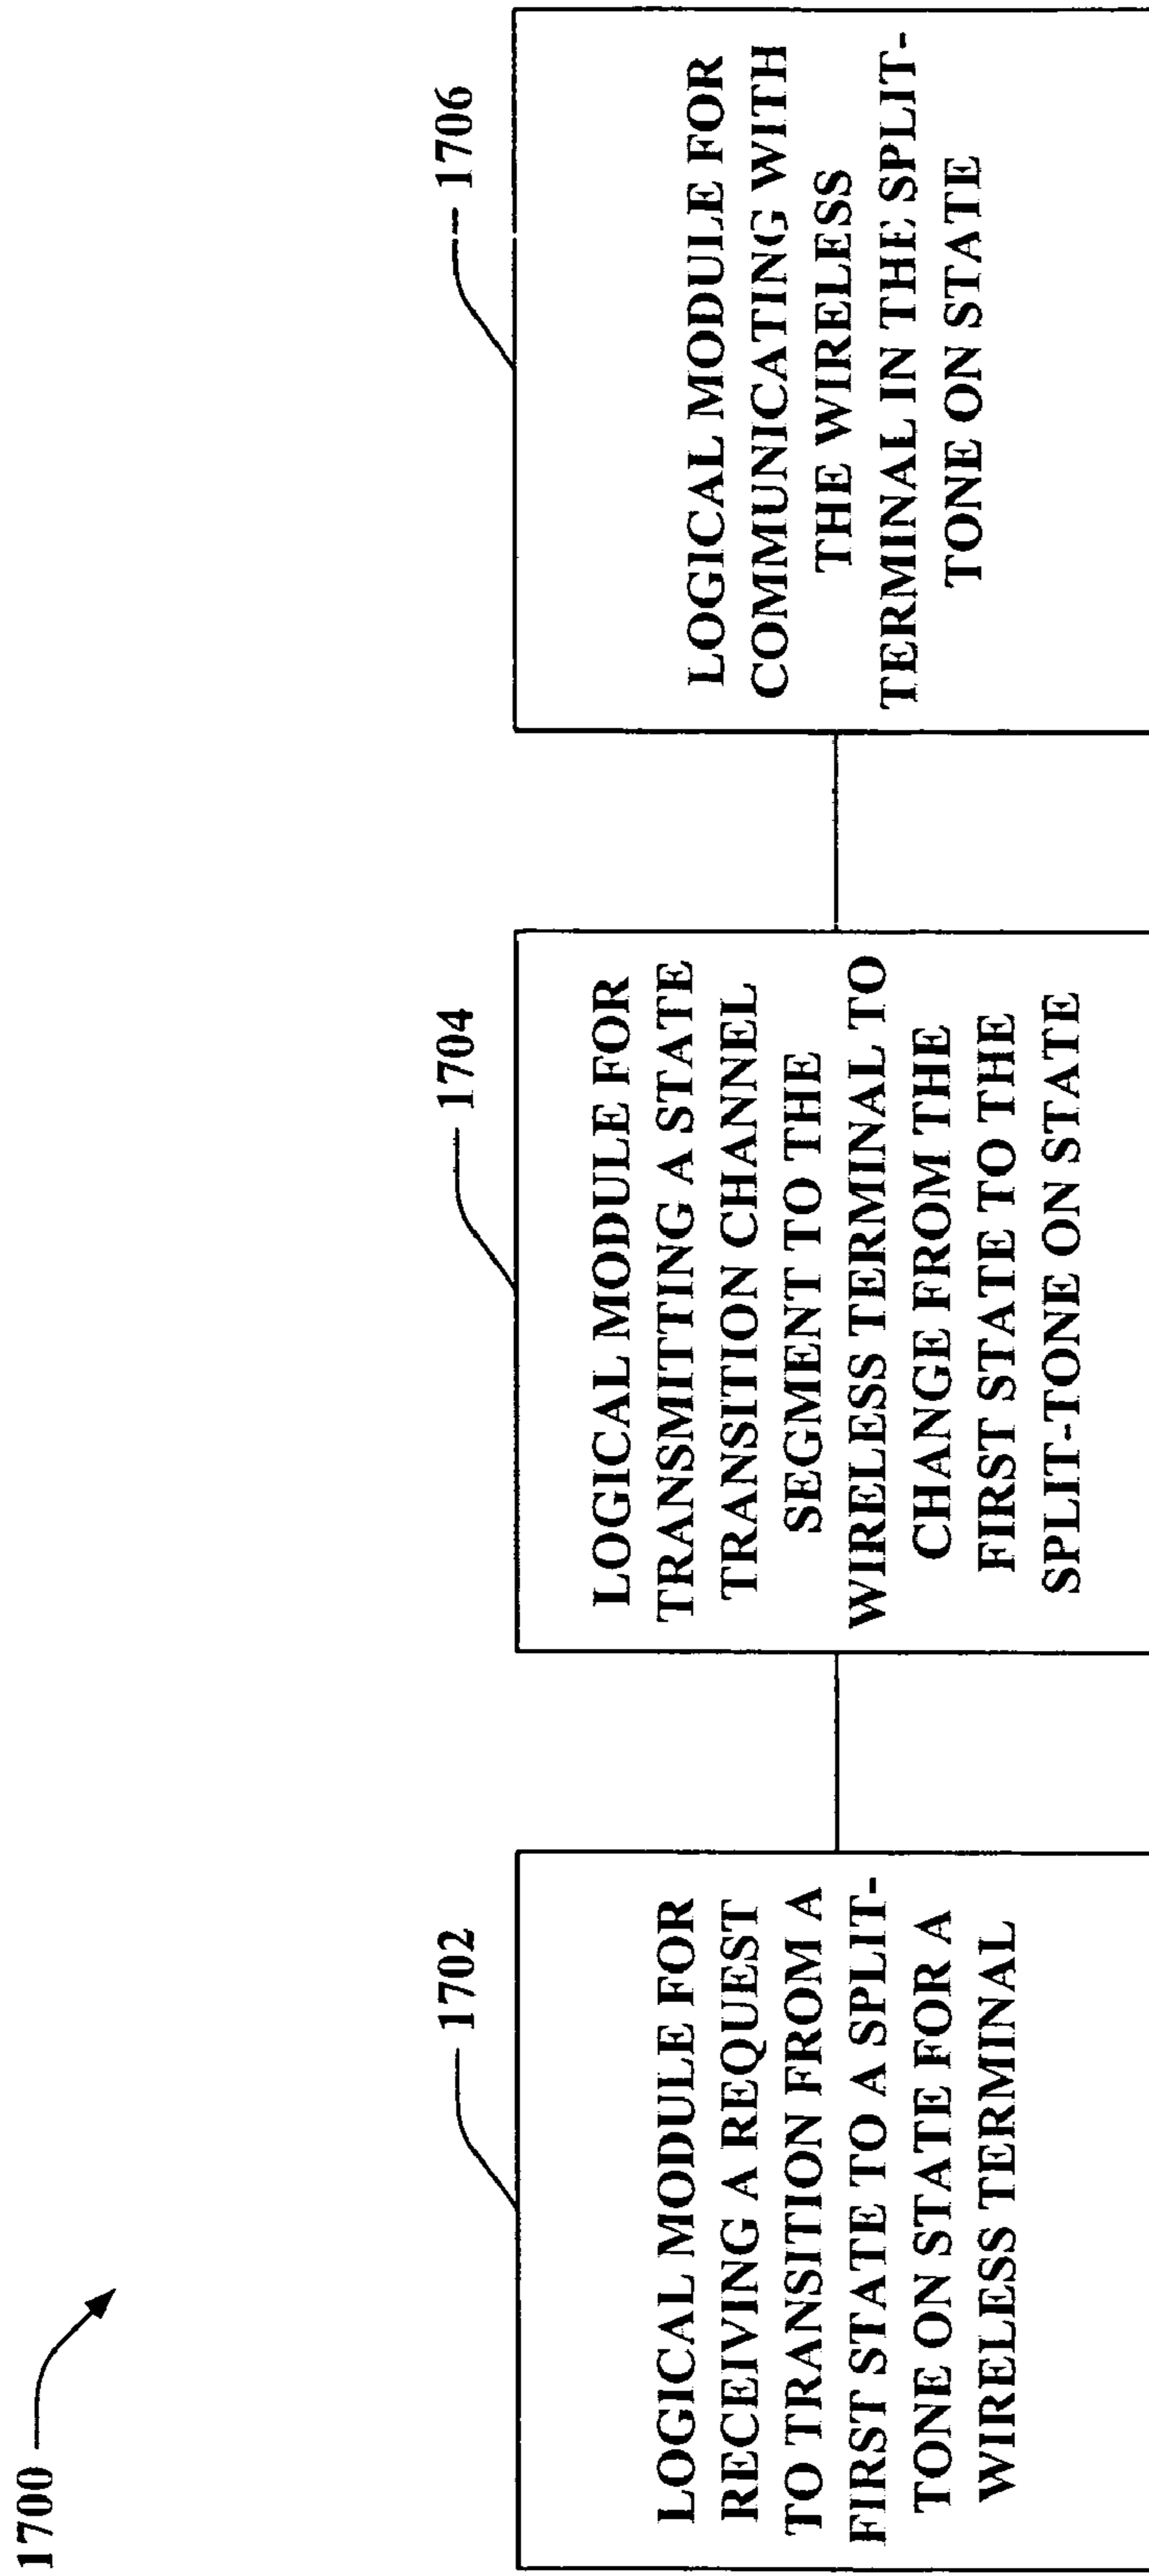 1700
1702
LOGICAL MODULE FOR
RECEIVING A REQUEST
TO TRANSITION FROM A
FIRST STATE TO A SPLIT-
TONE ON STATE FOR A
WIRELESS TERMINAL
1704
LOGICAL MODULE FOR
TRANSMITTING A STATE
TRANSITION CHANNEL
SEGMENT TO THE
WIRELESS TERMINAL TO
CHANGE FROM THE
FIRST STATE TO THE
SPLIT-TONE ON STATE
1706
LOGICAL MODULE FOR
COMMUNICATING WITH
THE WIRELESS
TERMINAL IN THE SPLIT-
TONE ON STATE